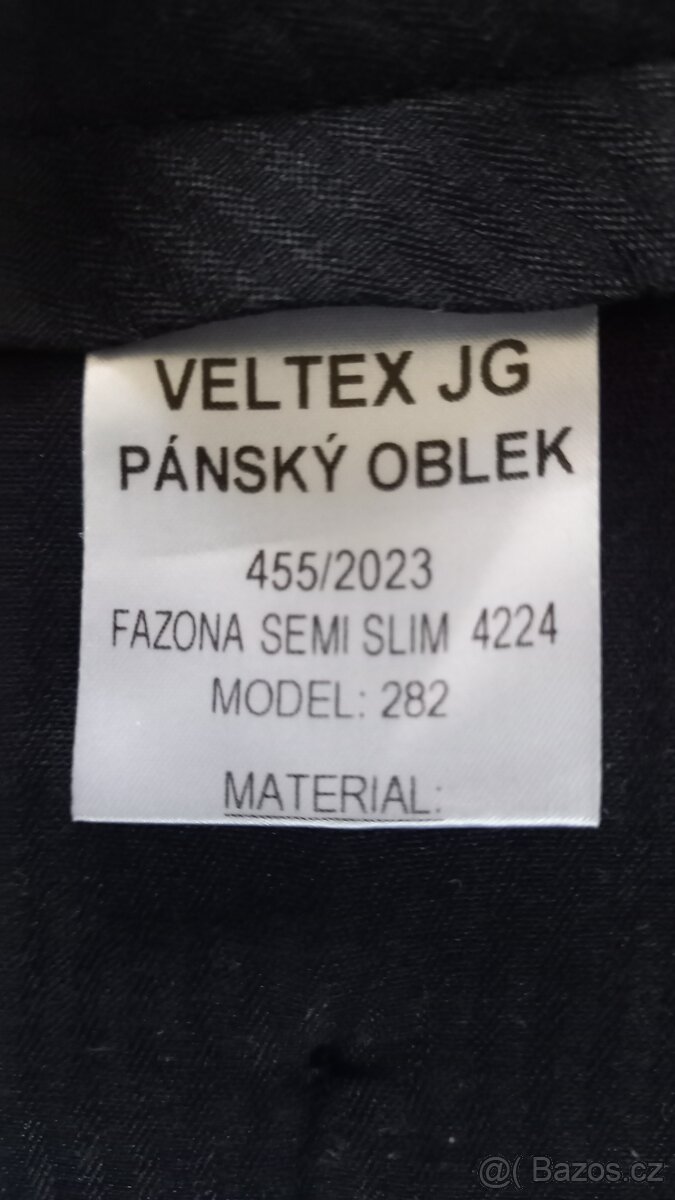 VELTEX JG
PÁNSKÝ OBLEK
455/2023
FAZONA SEMI SLIM 4224
MODEL: 282
MATERIAL:
@( Bazos.cz